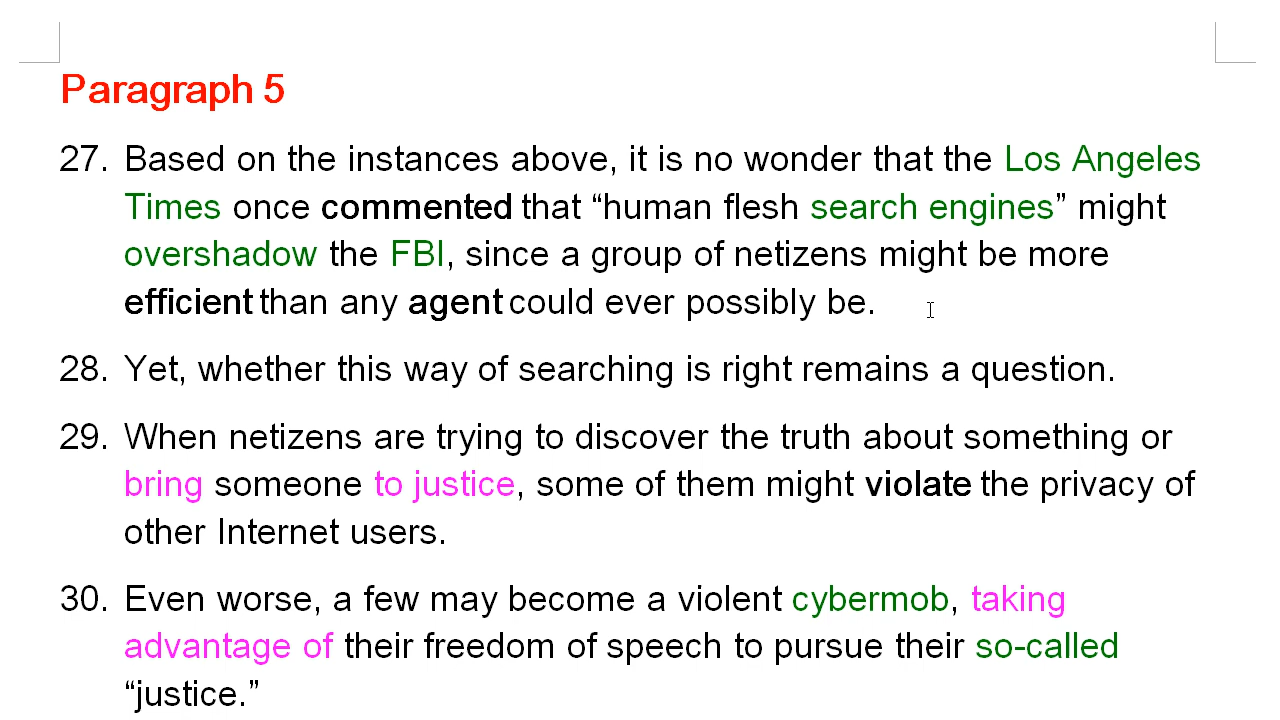 Paragraph 5
27. Based on the instances above, it is no wonder that the Los Angeles
Times once commented that “human flesh search engines” might
overshadow the FBI, since a group of netizens might be more
efficient than any agent could ever possibly be.
28. Yet, whether this way of searching is right remains a question.
29. When netizens are trying to discover the truth about something or
bring someone to justice, some of them might violate the privacy of
other Internet users.
30. Even worse, a few may become a violent cybermob, taking
advantage of their freedom of speech to pursue their so-called
“justice.”